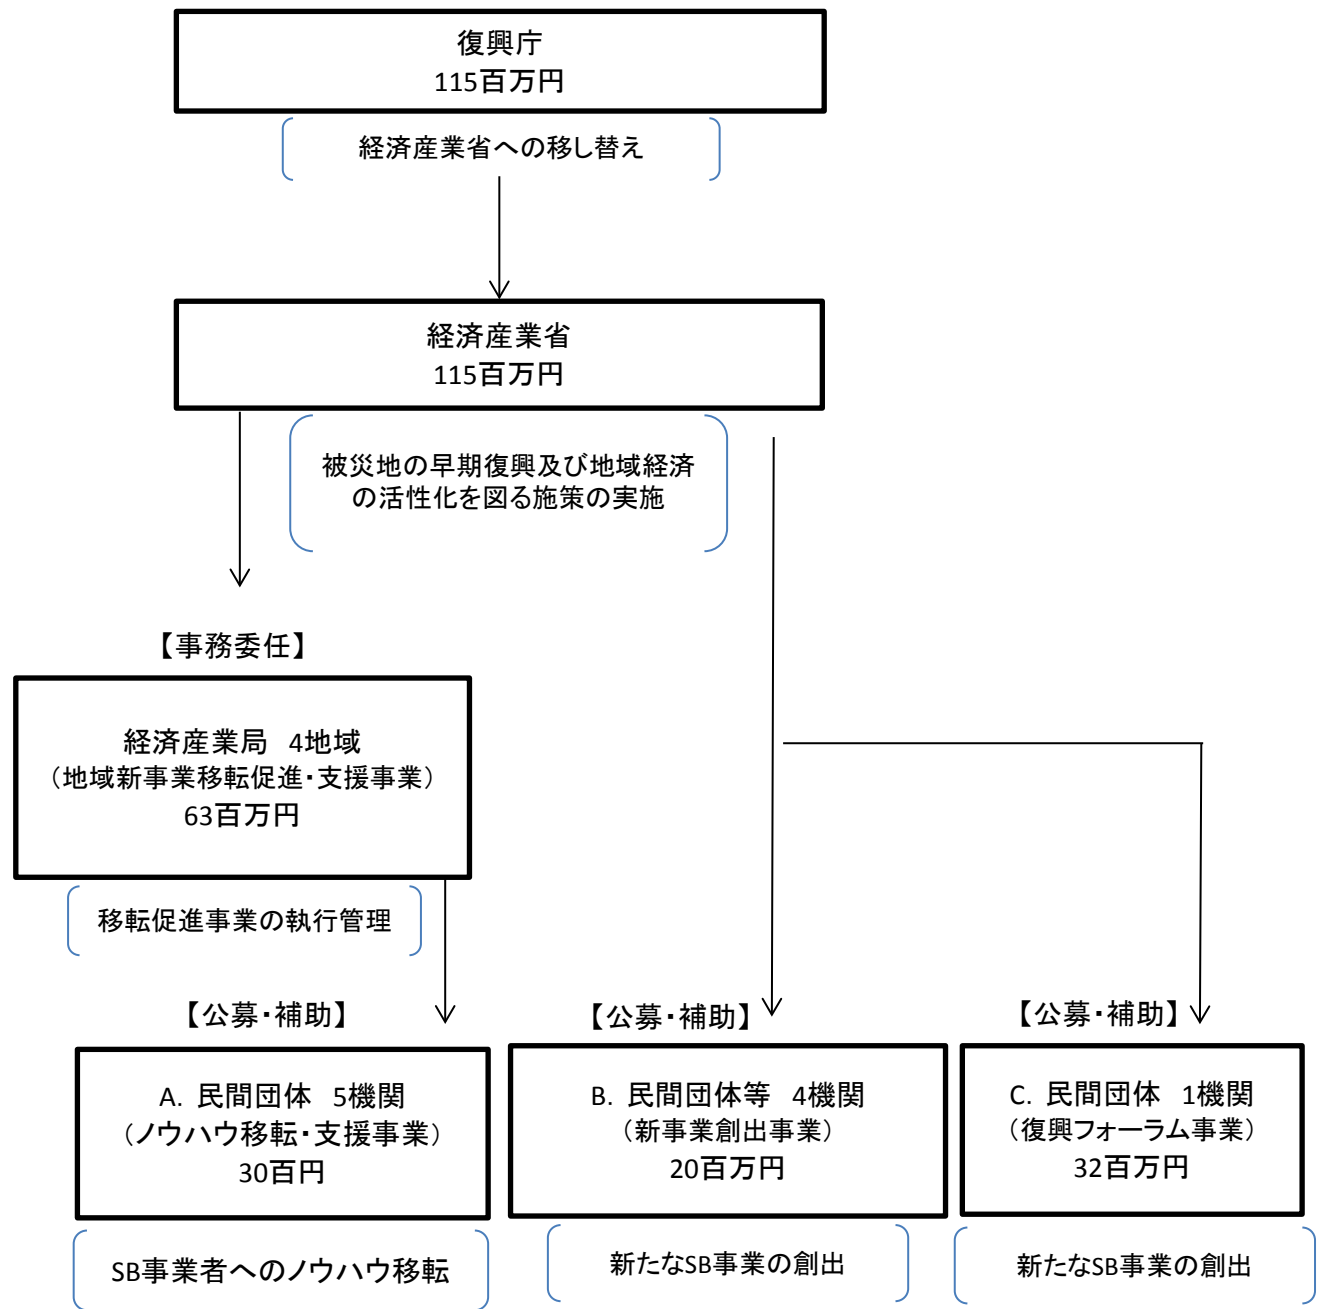 復興庁
115百万円
経済産業省への移し替え
経済産業省
115百万円
被災地の早期復興及び地域経済
の活性化を図る施策の実施
【事務委任】
経済産業局 4地域
(地域新事業移転促進・支援事業)
63百万円
移転促進事業の執行管理
【公募・補助】
A. 民間団体 5機関
(ノウハウ移転・支援事業)
30百円
SB事業者へのノウハウ移転
【公募・補助】
B. 民間団体等 4機関
(新事業創出事業)
20百万円
新たなSB事業の創出
【公募・補助】
C. 民間団体 1機関
(復興フォーラム事業)
32百万円
新たなSB事業の創出